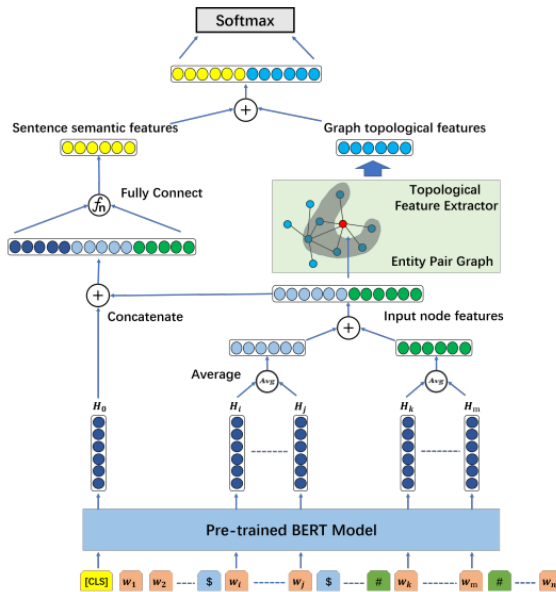 Softmax
+
Sentence semantic features
Graph topological features
fn
Fully Connect
Topological
Feature Extractor
Entity Pair Graph
+
Concatenate
Input node features
+
Average
Avg
Avg
H0
Hi
Hj
Hk
Hm
Pre-trained BERT Model
[CLS] w1 w2 $ wi wj $ # wk wm # wn